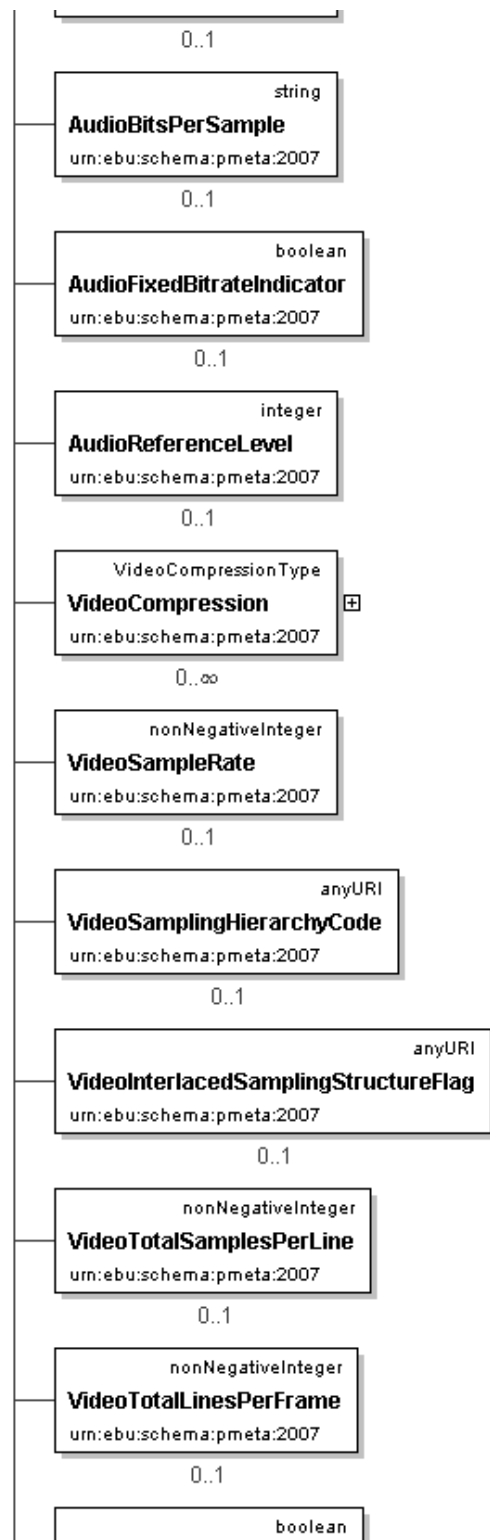 0..1
string
AudioBitsPerSample
urn:ebu:schema:pmeta:2007
0..1
boolean
AudioFixedBitrateIndicator
urn:ebu:schema:pmeta:2007
0..1
integer
AudioReferenceLevel
urn:ebu:schema:pmeta:2007
0..1
VideoCompressionType
VideoCompression
urn:ebu:schema:pmeta:2007
0..∞
nonNegativeInteger
VideoSampleRate
urn:ebu:schema:pmeta:2007
0..1
anyURI
VideoSamplingHierarchyCode
urn:ebu:schema:pmeta:2007
0..1
anyURI
VideoInterlacedSamplingStructureFlag
urn:ebu:schema:pmeta:2007
0..1
nonNegativeInteger
VideoTotalSamplesPerLine
urn:ebu:schema:pmeta:2007
0..1
nonNegativeInteger
VideoTotalLinesPerFrame
urn:ebu:schema:pmeta:2007
0..1
boolean